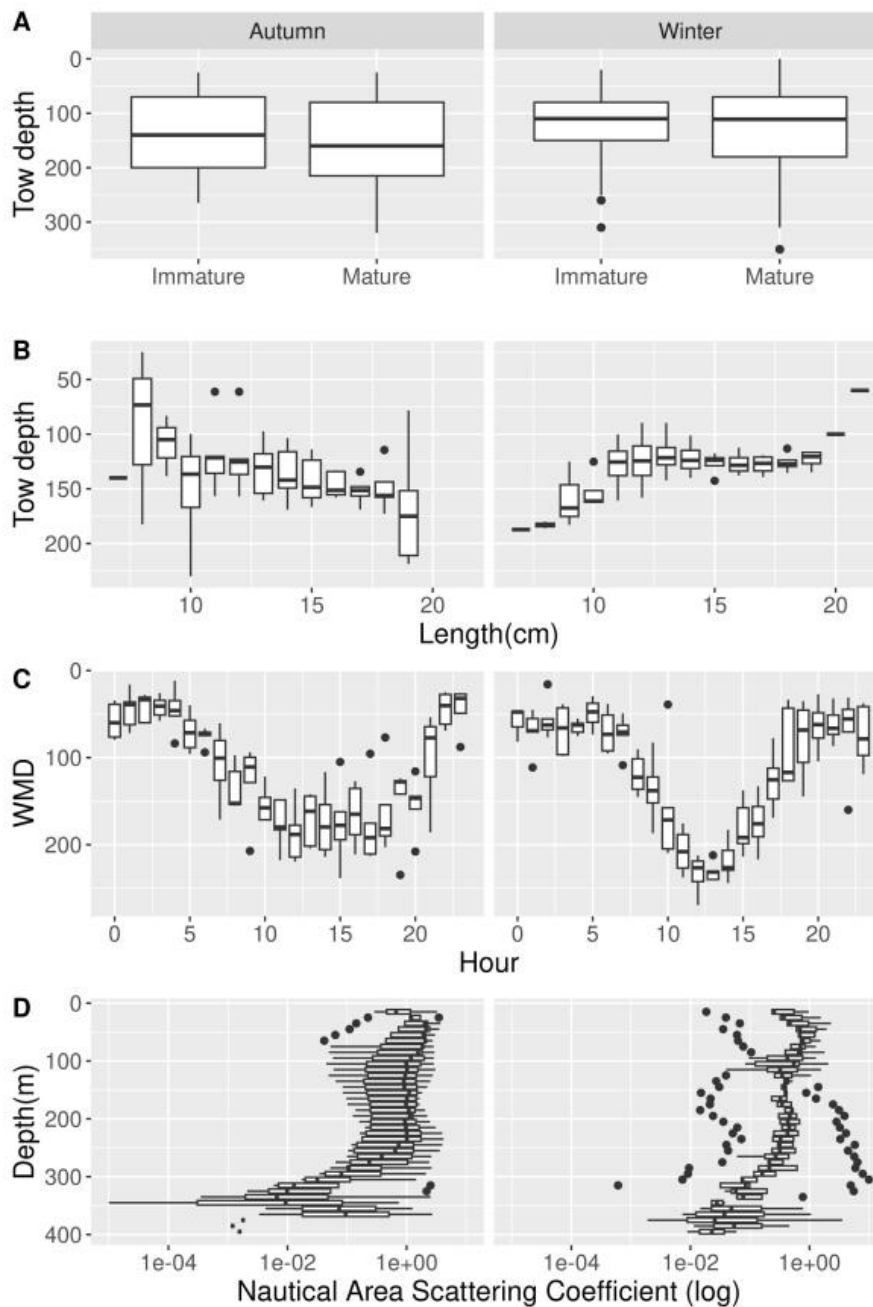 A
Autumn Winter
0
100
200
300
Tow depth
Immature Mature Immature Mature
B
50
100
150
200
Tow depth
10 15 20 10 15 20
Length(cm)
C
0
100
200
WMD
0 5 10 15 20 0 5 10 15 20
Hour
D
0
100
200
300
400
Depth(m)
1e-04 1e-02 1e+00 1e-04 1e-02 1e+00
Nautical Area Scattering Coefficient (log)